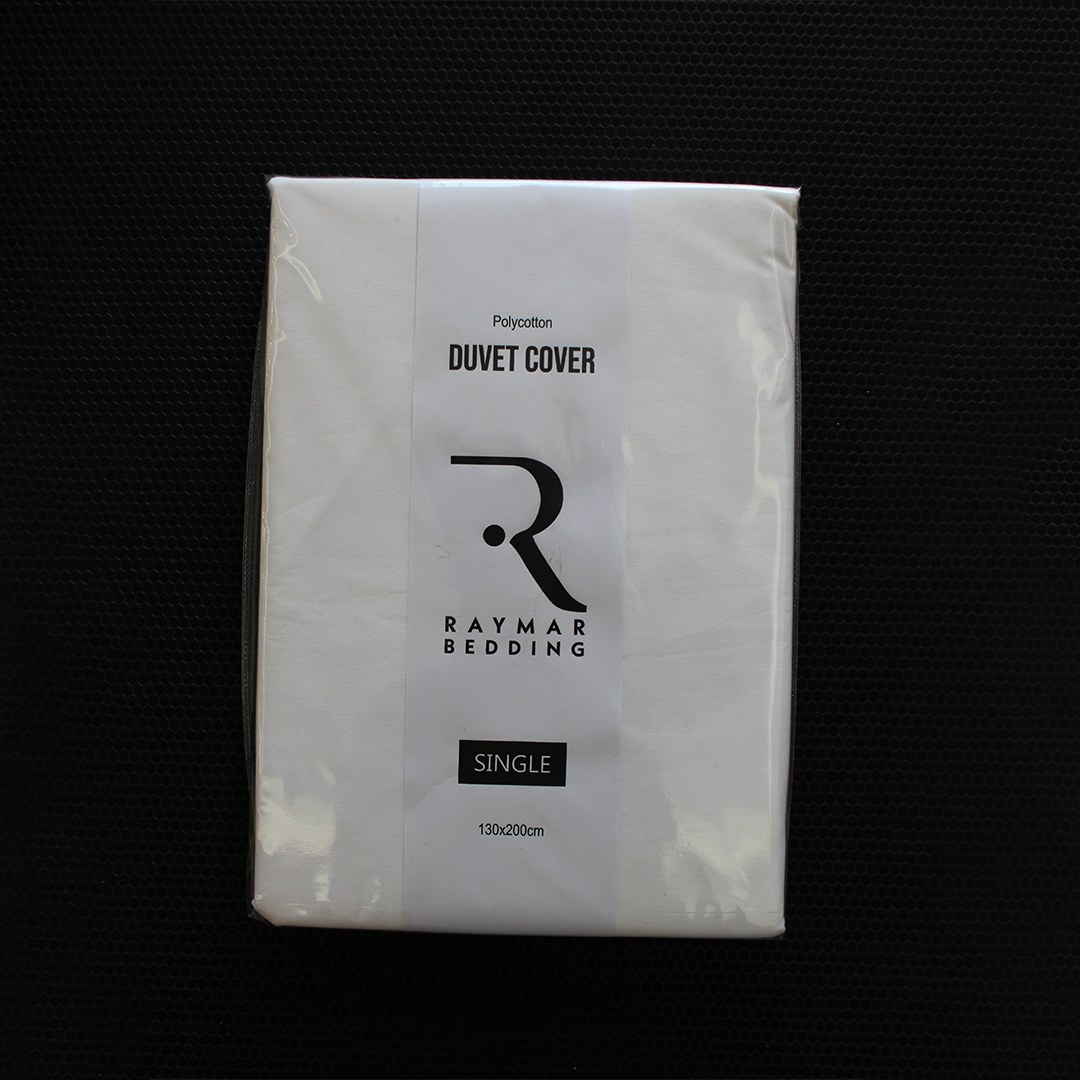 Polycotton
DUVET COVER
R
RAYMAR
BEDDING
SINGLE
130x200cm